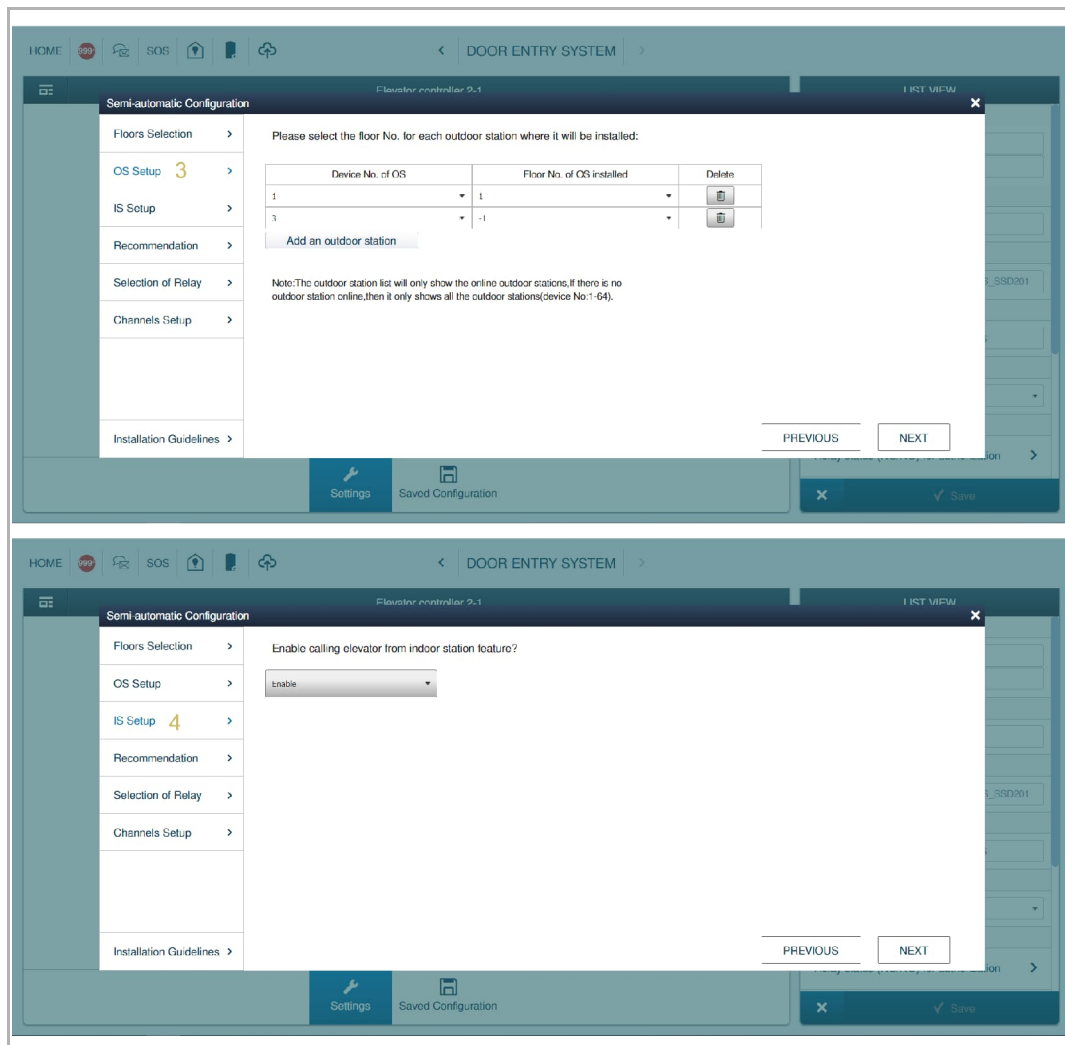 HOME 999+ SOS < DOOR ENTRY SYSTEM >
Elevator controller 2-1 LIST VIEW
Semi-automatic Configuration
Floors Selection >
Please select the floor No. for each outdoor station where it will be installed:
OS Setup 3 >
Device No. of OS Floor No. of OS installed Delete
1 1
3 -1
IS Setup >
Add an outdoor station
Recommendation >
Selection of Relay >
Note:The outdoor station list will only show the online outdoor stations,If there is no
outdoor station online,then it only shows all the outdoor stations(device No:1-64).
_SSD201
Channels Setup >
Installation Guidelines >
PREVIOUS NEXT
Settings Saved Configuration
Save
HOME 999+ SOS < DOOR ENTRY SYSTEM >
Elevator controller 2-1 LIST VIEW
Semi-automatic Configuration
Floors Selection >
Enable calling elevator from indoor station feature?
OS Setup >
Enable
IS Setup 4 >
Recommendation >
Selection of Relay >
_SSD201
Channels Setup >
Installation Guidelines >
PREVIOUS NEXT
Settings Saved Configuration
Save